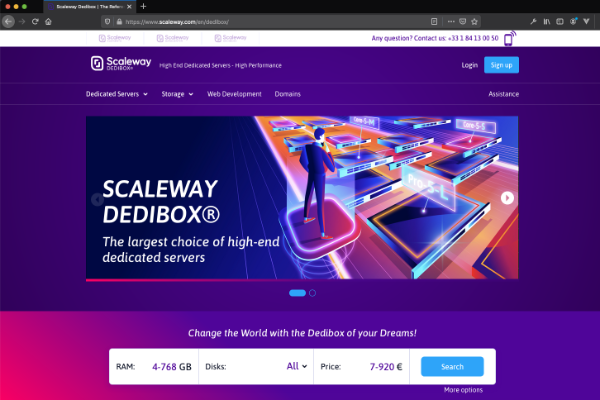 Scaleway Dedibox | The Refere
https://www.scaleway.com/en/dedibox/
Scaleway
Scaleway
Scaleway
Any question? Contact us: +33 1 84 13 00 50
Scaleway
DEDIBOX®
High End Dedicated Servers - High Performance
Login
Sign up
Dedicated Servers
Storage
Web Development
Domains
Assistance
Core-5-M
Core-5-S
Pro-5-L
SCALEWAY
DEDIBOX®
The largest choice of high-end
dedicated servers
Change the World with the Dedibox of your Dreams!
RAM: 4-768 GB
Disks: All
Price: 7-920 €
Search
More options